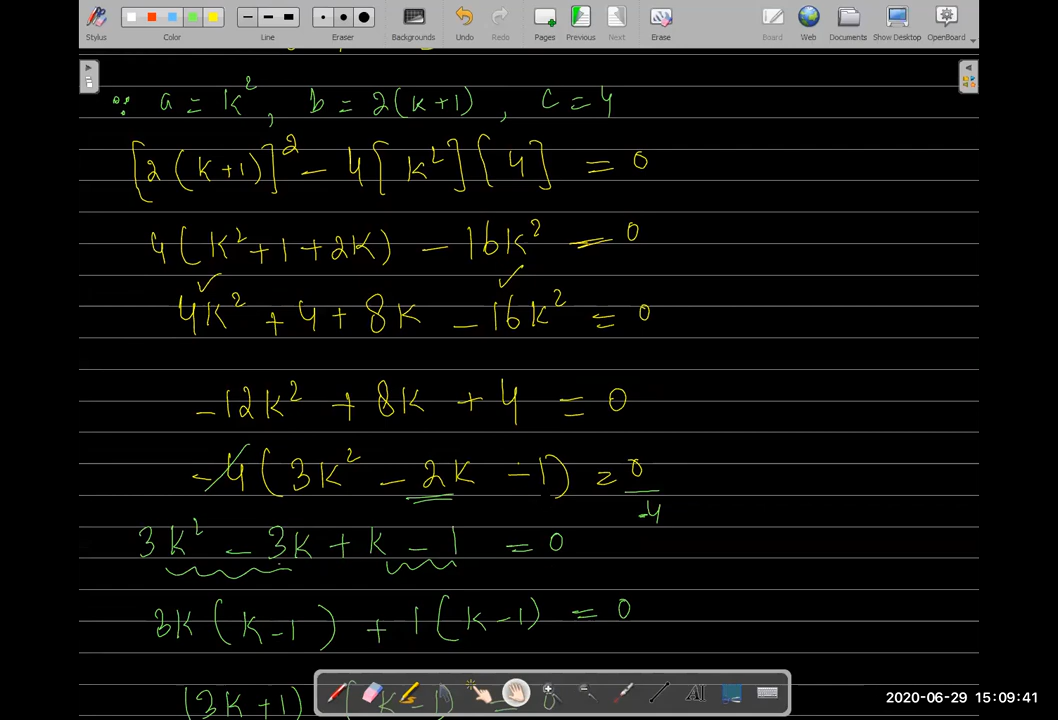 Stylus Color Line Eraser Backgrounds Undo Redo Pages Previous Next Erase Board Web Documents Show Desktop OpenBoard
∵ a = k², b = 2(k+1), c = 4
[2(k+1)]² - 4[k²][4] = 0
4(k²+1+2k) - 16k² = 0
4k² + 4 + 8k - 16k² = 0
-12k² + 8k + 4 = 0
-4(3k² - 2k - 1) = 0/-4
3k² - 3k + k - 1 = 0
3k(k-1) + 1(k-1) = 0
(3k+1) (k-1) = 0
2020-06-29 15:09:41